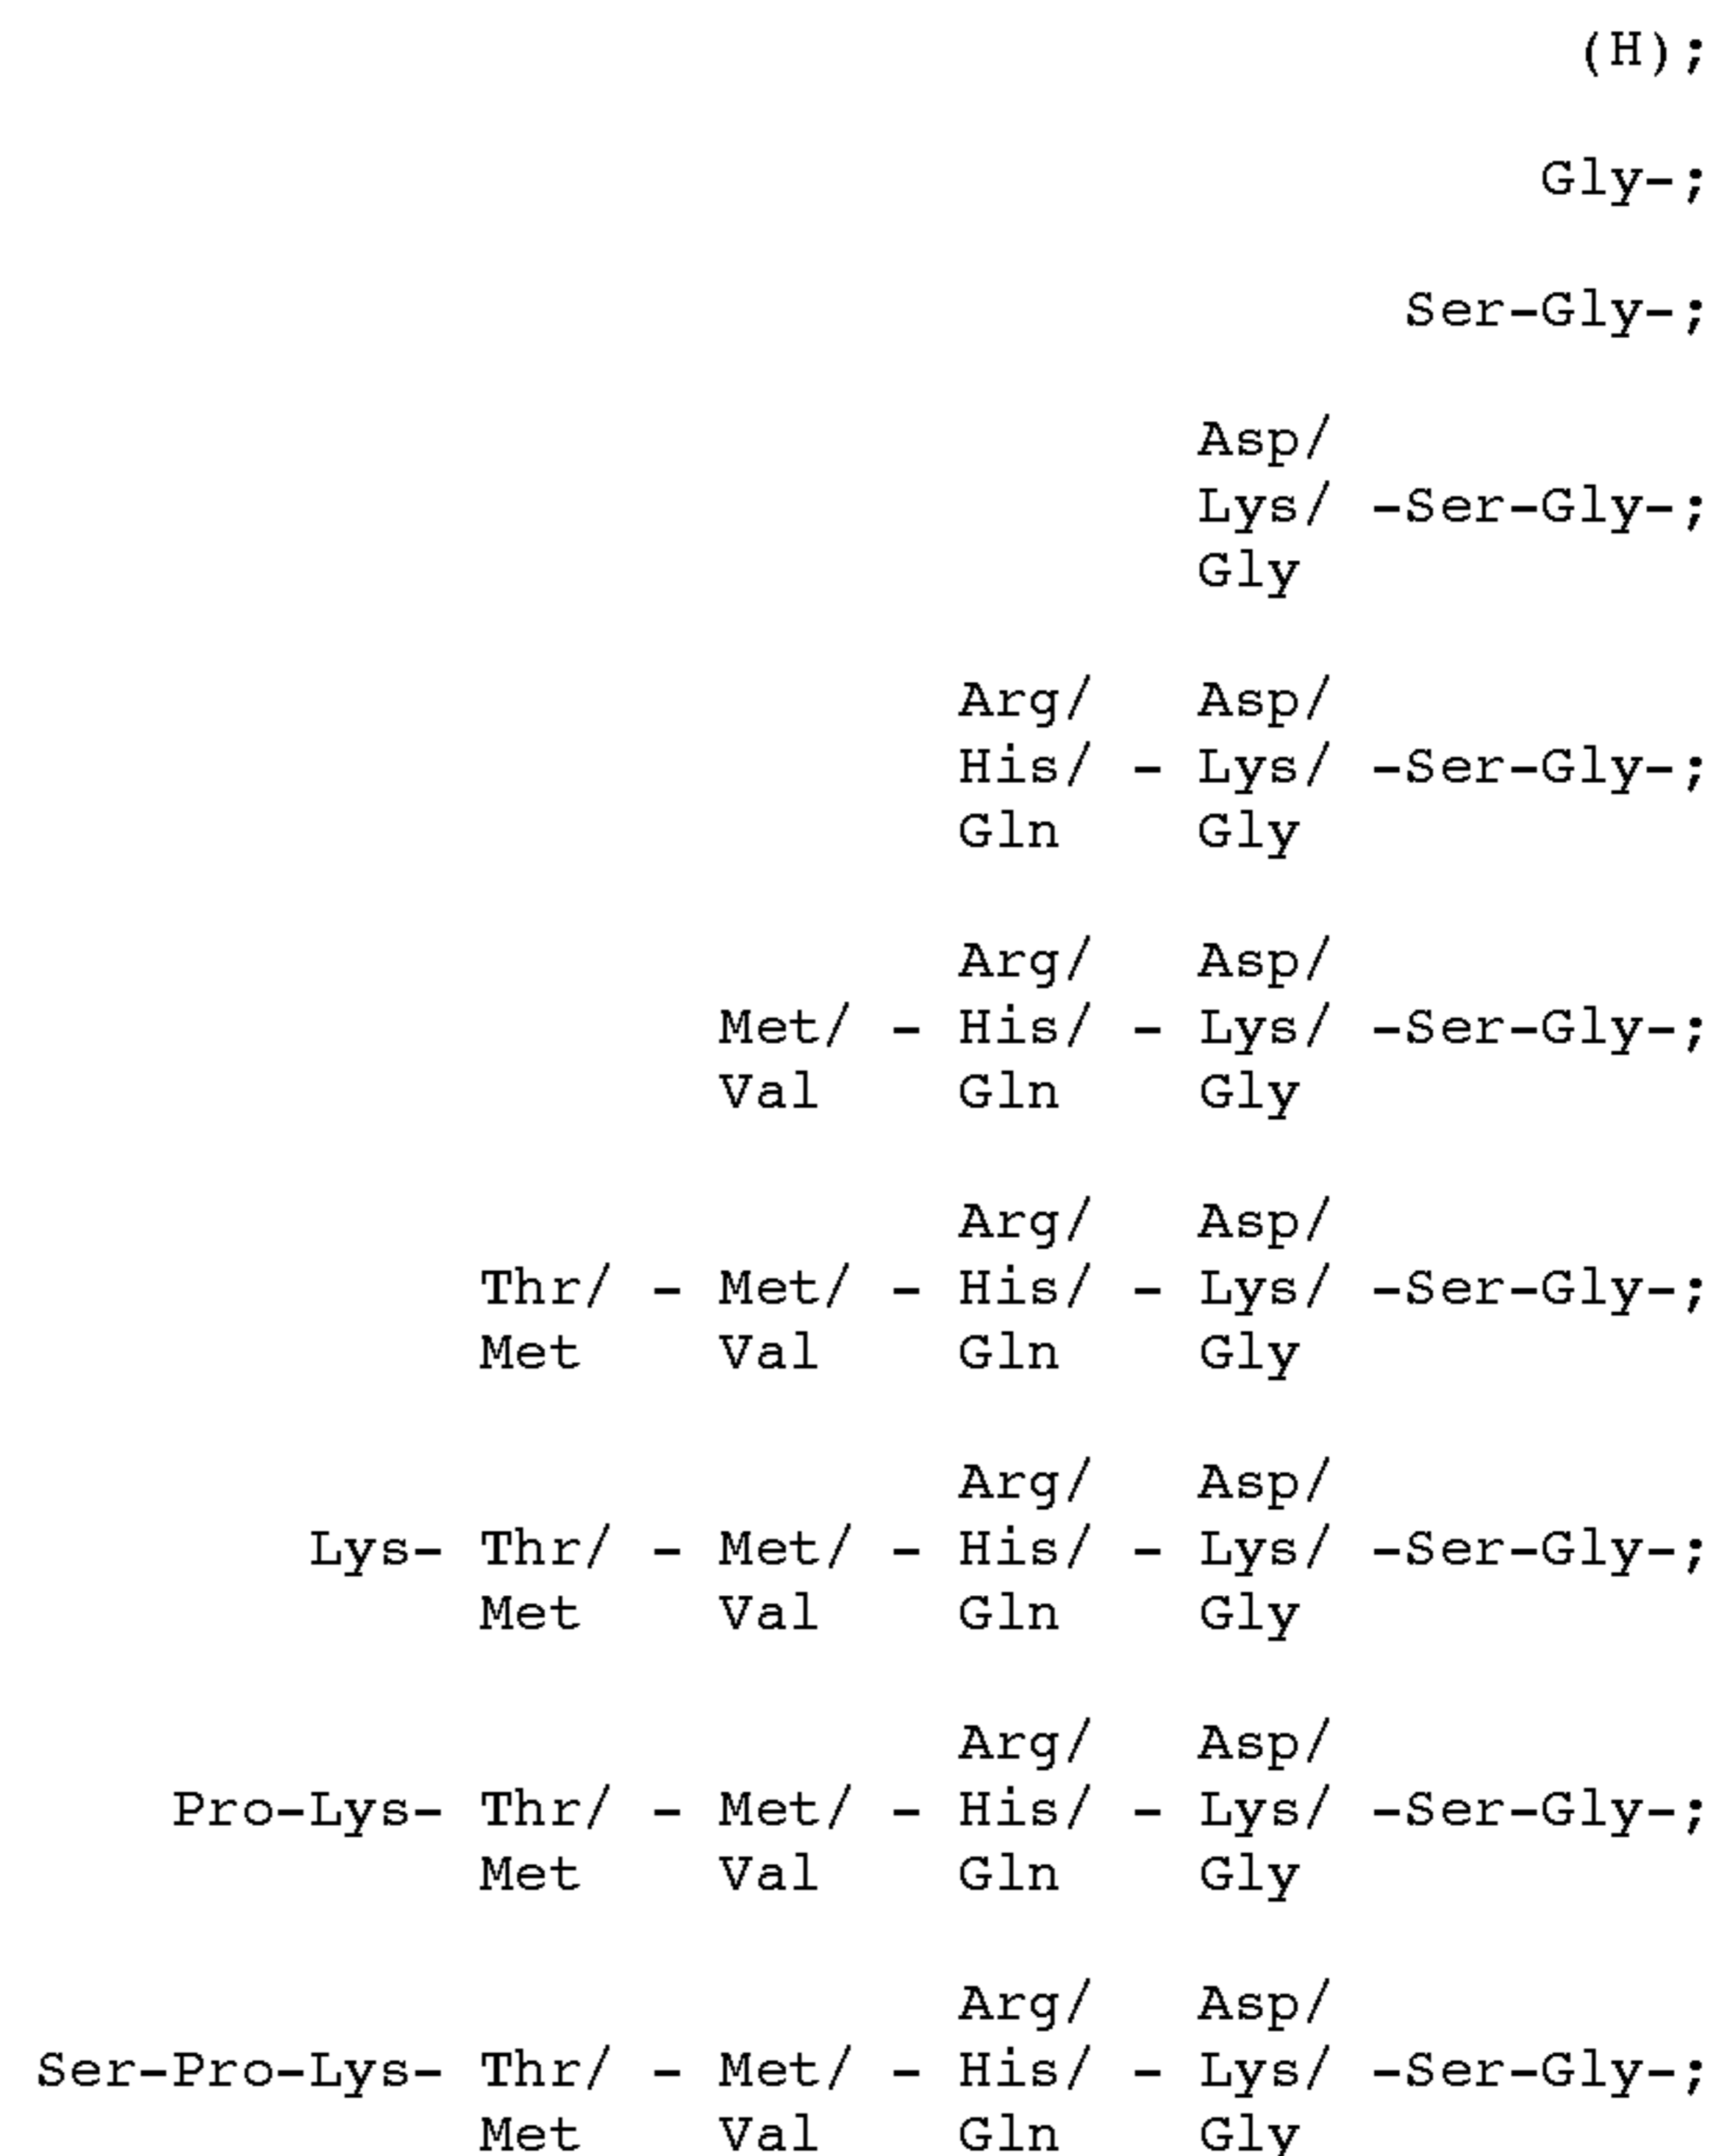 (H);
Gly-;
Ser-Gly-;
Asp/
Lys/ -Ser-Gly-;
Gly
Arg/ Asp/
His/ - Lys/ -Ser-Gly-;
Gln Gly
Arg/ Asp/
Met/ - His/ - Lys/ -Ser-Gly-;
Val Gln Gly
Arg/ Asp/
Thr/ - Met/ - His/ - Lys/ -Ser-Gly-;
Met Val Gln Gly
Arg/ Asp/
Lys- Thr/ - Met/ - His/ - Lys/ -Ser-Gly-;
Met Val Gln Gly
Arg/ Asp/
Pro-Lys- Thr/ - Met/ - His/ - Lys/ -Ser-Gly-;
Met Val Gln Gly
Arg/ Asp/
Ser-Pro-Lys- Thr/ - Met/ - His/ - Lys/ -Ser-Gly-;
Met Val Gln Gly